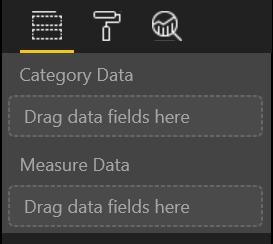 Category Data
Drag data fields here
Measure Data
Drag data fields here